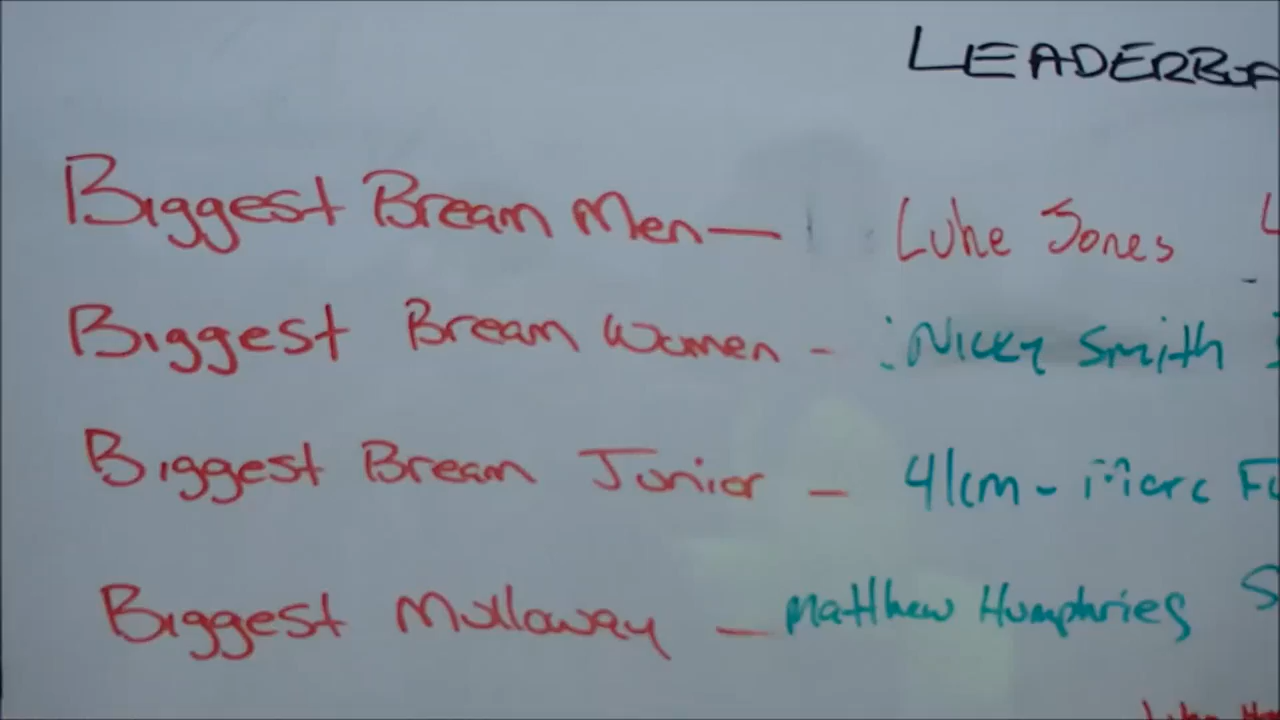 LEADERBOA
Biggest Bream Men — Luke Jones
Biggest Bream Women - Nicky Smith
Biggest Bream Junior - 41cm - Marc
Biggest Mulloway - Matthew Humphries